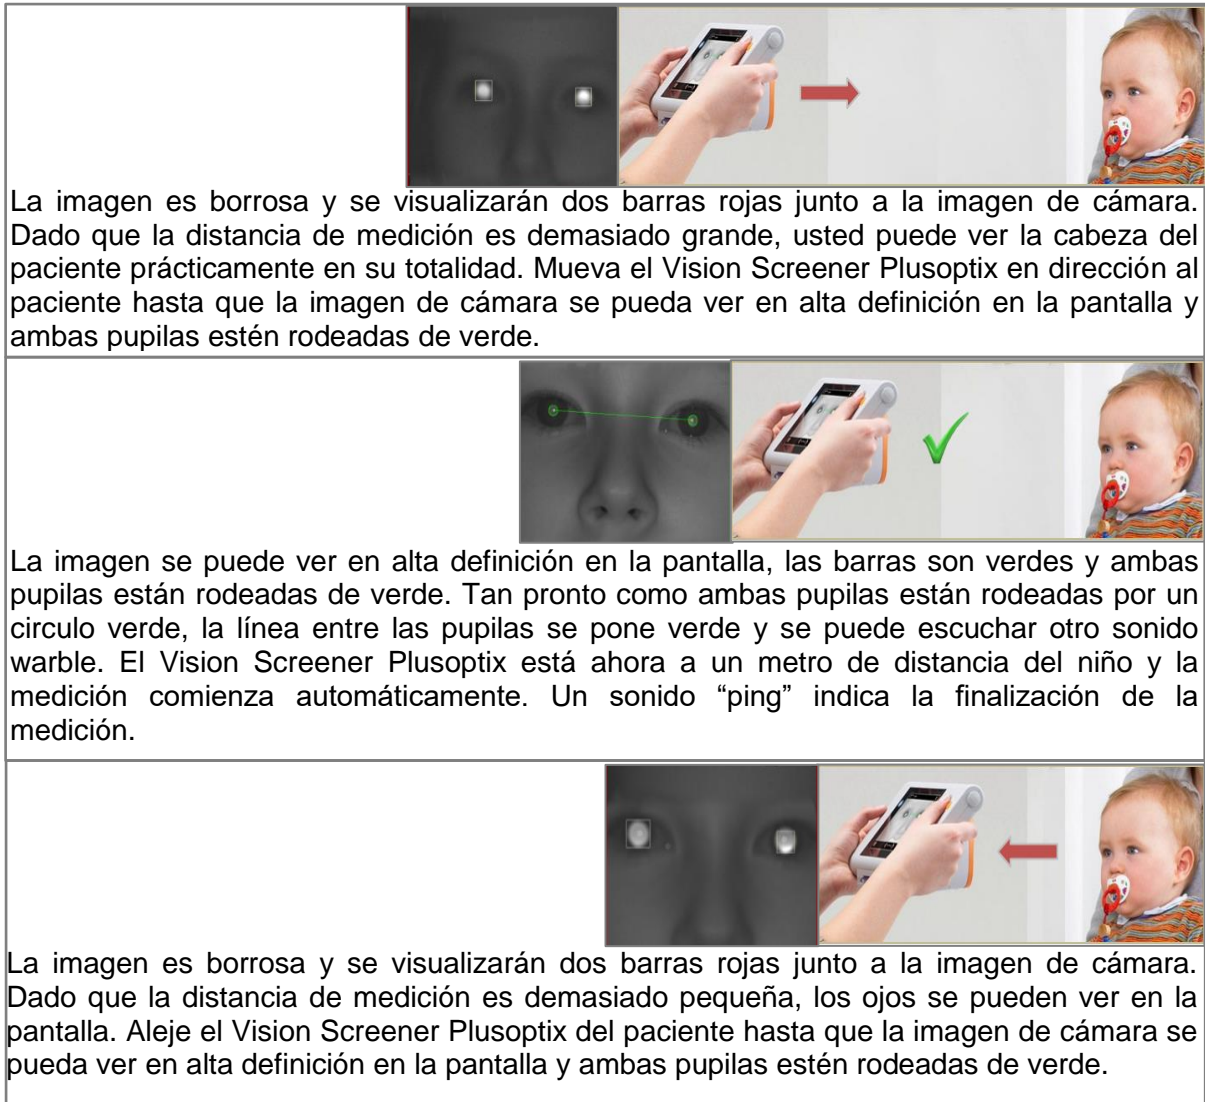 La imagen es borrosa y se visualizarán dos barras rojas junto a la imagen de cámara.
Dado que la distancia de medición es demasiado grande, usted puede ver la cabeza del
paciente prácticamente en su totalidad. Mueva el Vision Screener Plusoptix en dirección al
paciente hasta que la imagen de cámara se pueda ver en alta definición en la pantalla y
ambas pupilas estén rodeadas de verde.
La imagen se puede ver en alta definición en la pantalla, las barras son verdes y ambas
pupilas están rodeadas de verde. Tan pronto como ambas pupilas están rodeadas por un
circulo verde, la línea entre las pupilas se pone verde y se puede escuchar otro sonido
warble. El Vision Screener Plusoptix está ahora a un metro de distancia del niño y la
medición comienza automáticamente. Un sonido “ping” indica la finalización de la
medición.
La imagen es borrosa y se visualizarán dos barras rojas junto a la imagen de cámara.
Dado que la distancia de medición es demasiado pequeña, los ojos se pueden ver en la
pantalla. Aleje el Vision Screener Plusoptix del paciente hasta que la imagen de cámara se
pueda ver en alta definición en la pantalla y ambas pupilas estén rodeadas de verde.